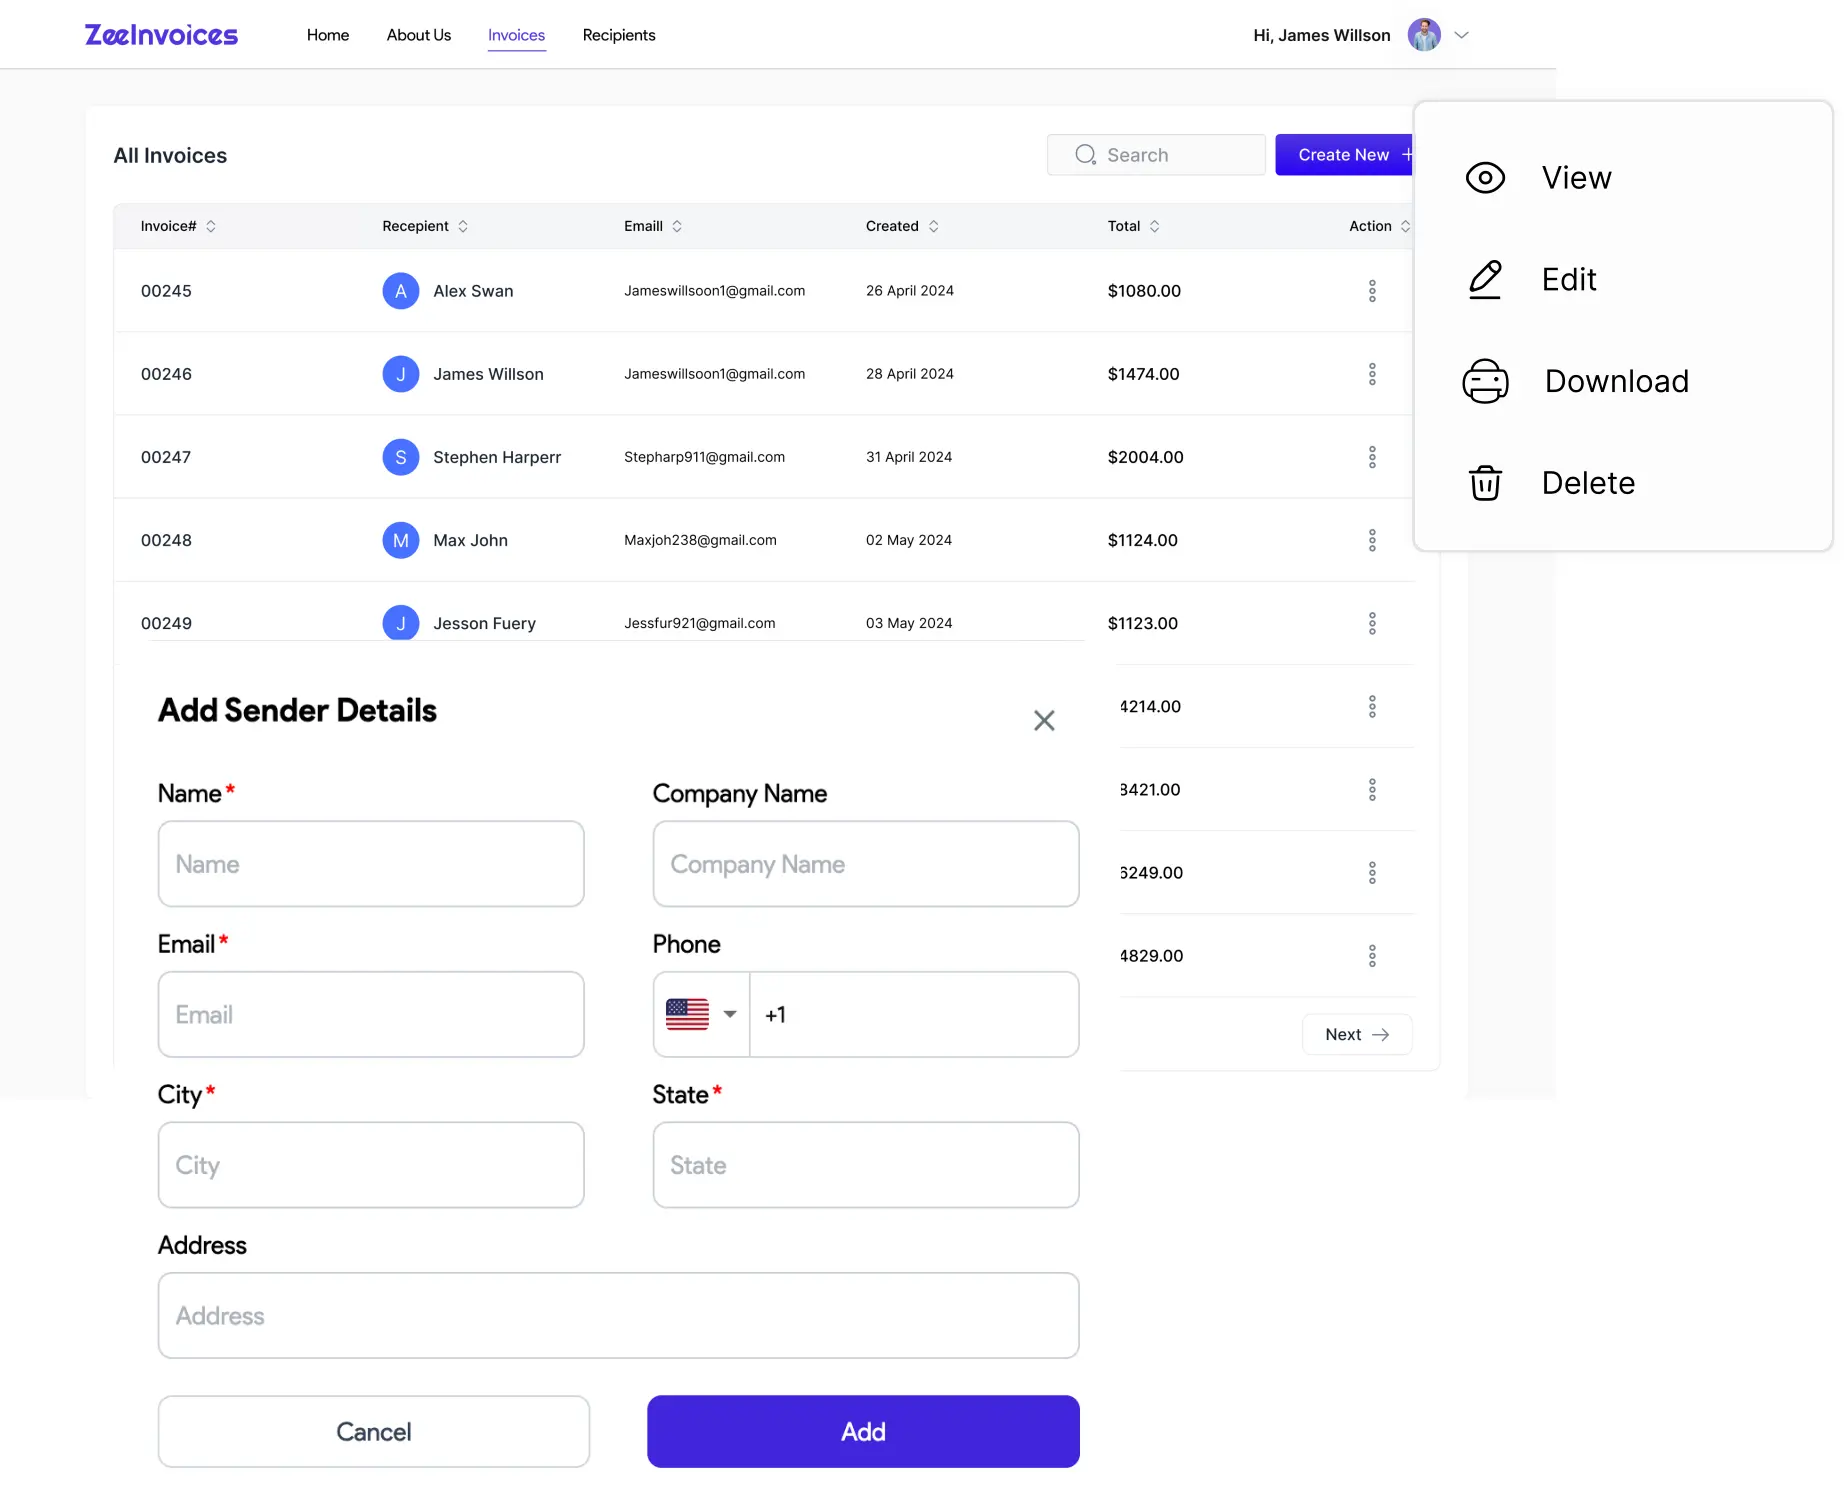 ZeeInvoices Home About Us Invoices Recipients Hi, James Willson
All Invoices Search Create New +
Invoice# Recepient Emaill Created Total Action
00245 A Alex Swan Jameswillsoon1@gmail.com 26 April 2024 $1080.00
00246 J James Willson Jameswillsoon1@gmail.com 28 April 2024 $1474.00
00247 S Stephen Harperr Stepharp911@gmail.com 31 April 2024 $2004.00
00248 M Max John Maxjoh238@gmail.com 02 May 2024 $1124.00
00249 J Jesson Fuery Jessfur921@gmail.com 03 May 2024 $1123.00
4214.00
8421.00
6249.00
4829.00
Next
View
Edit
Download
Delete
Add Sender Details
Name* Company Name
Name Company Name
Email* Phone
Email +1
City* State*
City State
Address
Address
Cancel Add